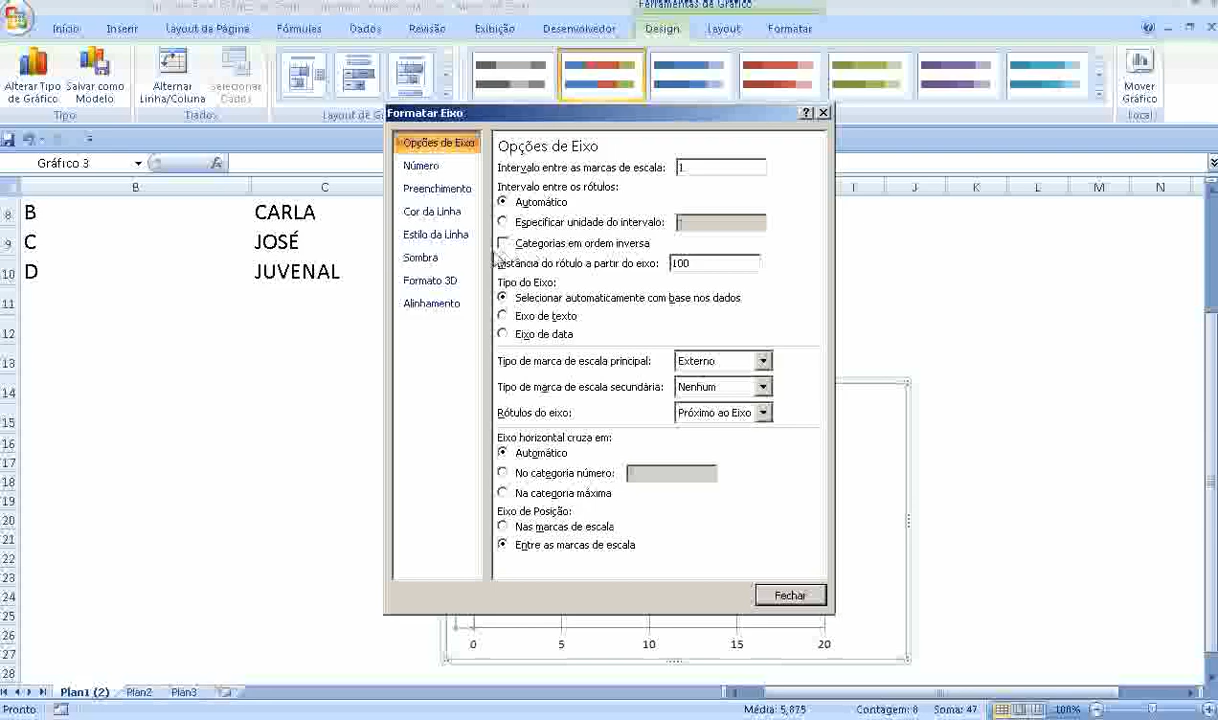 Ferramentas de Gráfico
Início Inserir Layout da Página Fórmulas Dados Revisão Exibição Desenvolvedor Design Layout Formatar
Alterar Tipo de Gráfico
Salvar como Modelo
Alternar Linha/Coluna
Selecionar Dados
Mover Gráfico
Tipo Dados Layout de Local
Gráfico 3 fx
B C I J K L M N
8 B CARLA
9 C JOSÉ
10 D JUVENAL
11
12
13
14
15
16
17
18
19
20
21
22
23
24
25
26
27
28
Formatar Eixo
Opções de Eixo
Número
Preenchimento
Cor da Linha
Estilo da Linha
Sombra
Formato 3D
Alinhamento
Opções de Eixo
Intervalo entre as marcas de escala: 1
Intervalo entre os rótulos:
Automático
Especificar unidade do intervalo:
Categorias em ordem inversa
Distância do rótulo a partir do eixo: 100
Tipo do Eixo:
Selecionar automaticamente com base nos dados
Eixo de texto
Eixo de data
Tipo de marca de escala principal: Externo
Tipo de marca de escala secundária: Nenhum
Rótulos do eixo: Próximo ao Eixo
Eixo horizontal cruza em:
Automático
No categoria número:
Na categoria máxima
Eixo de Posição:
Nas marcas de escala
Entre as marcas de escala
Fechar
0 5 10 15 20
Plan1 (2) Plan2 Plan3
Pronto Média: 5,875 Contagem: 8 Soma: 47 100%